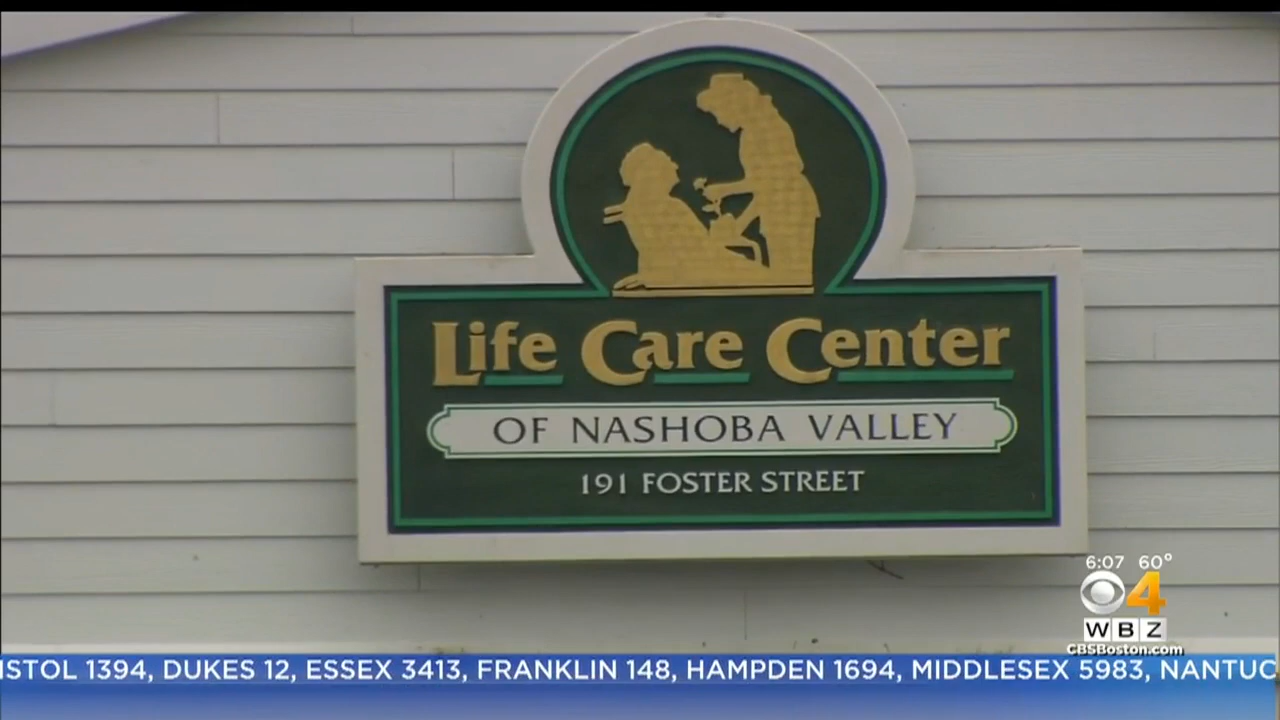 Life Care Center
OF NASHOBA VALLEY
191 FOSTER STREET
6:07 60°
4
WBZ
CBSBoston.com
ISTOL 1394, DUKES 12, ESSEX 3413, FRANKLIN 148, HAMPDEN 1694, MIDDLESEX 5983, NANTUC